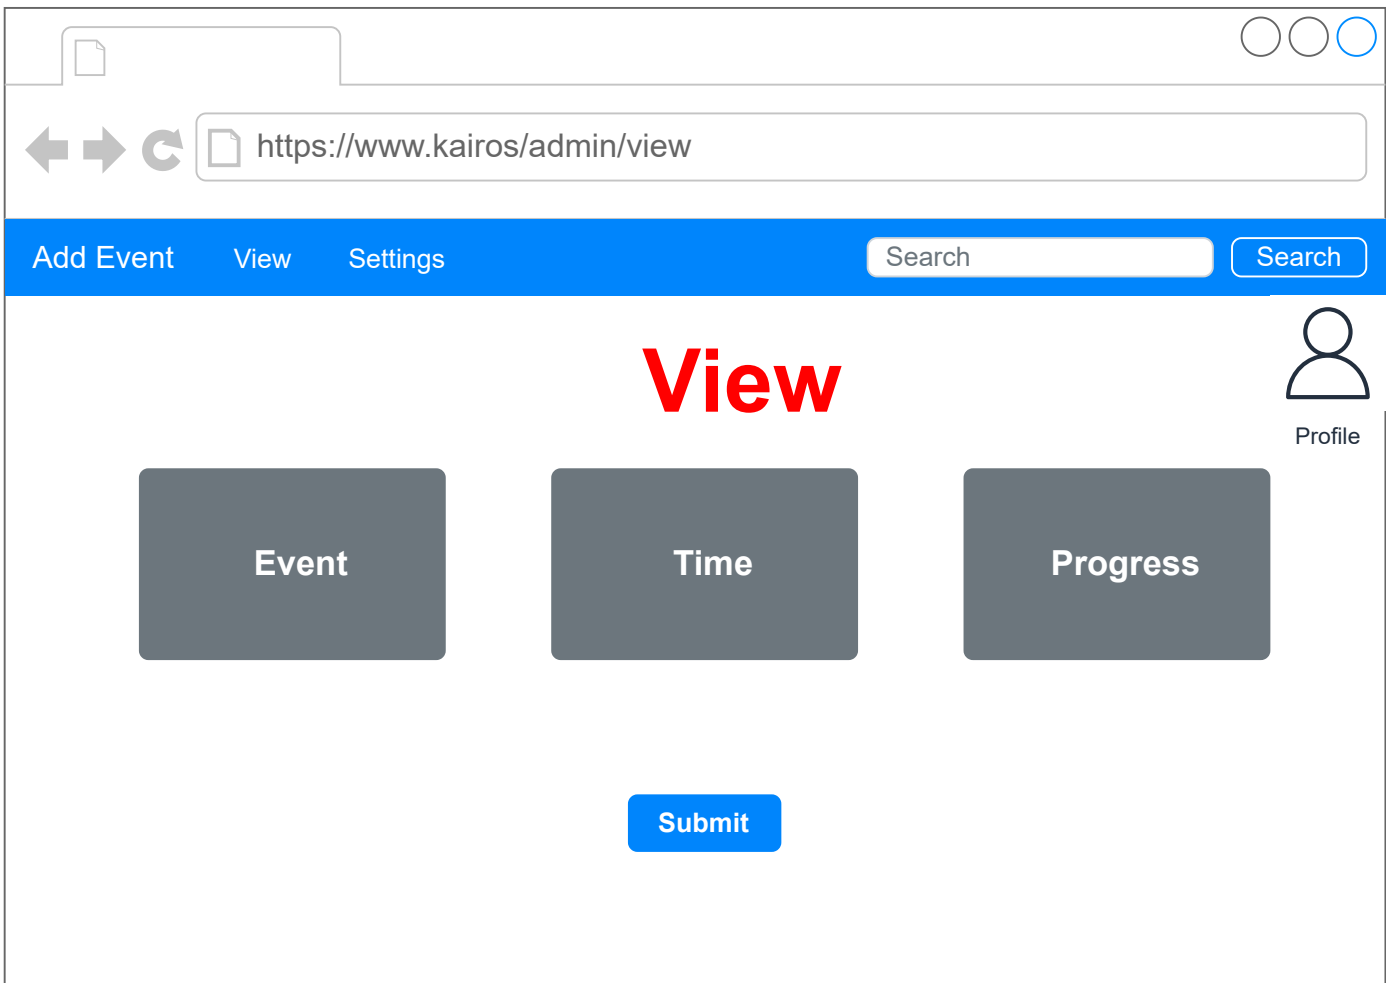 https://www.kairos/admin/view
Add Event View Settings Search Search
View
Profile
Event Time Progress
Submit